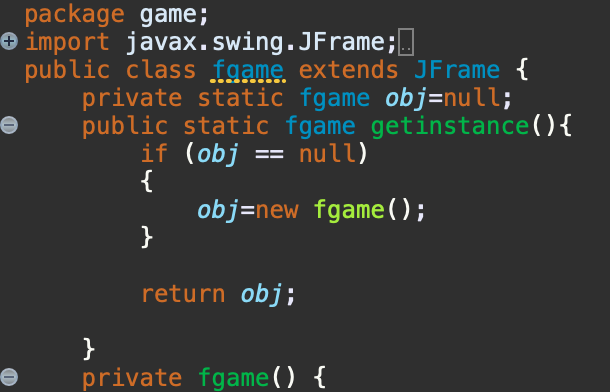 package game;
import javax.swing.JFrame;..
public class fgame extends JFrame {
private static fgame obj=null;
public static fgame getinstance(){
if (obj == null)
{
obj=new fgame();
}
return obj;
}
private fgame() {